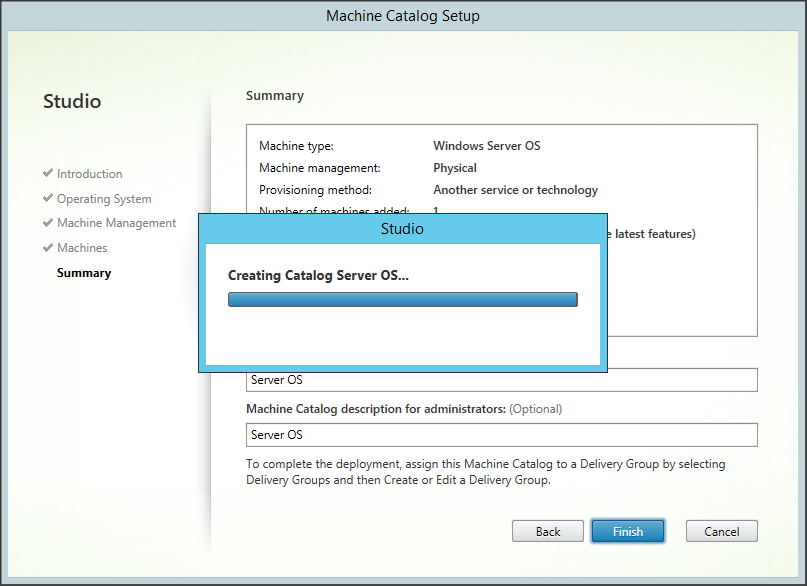 Machine Catalog Setup
Studio
Introduction
Operating System
Machine Management
Machines
Summary
Summary
Machine type: Windows Server OS
Machine management: Physical
Provisioning method: Another service or technology
Number of machines added: 1
latest features)
Studio
Creating Catalog Server OS...
Server OS
Machine Catalog description for administrators: (Optional)
Server OS
To complete the deployment, assign this Machine Catalog to a Delivery Group by selecting
Delivery Groups and then Create or Edit a Delivery Group.
Back Finish Cancel